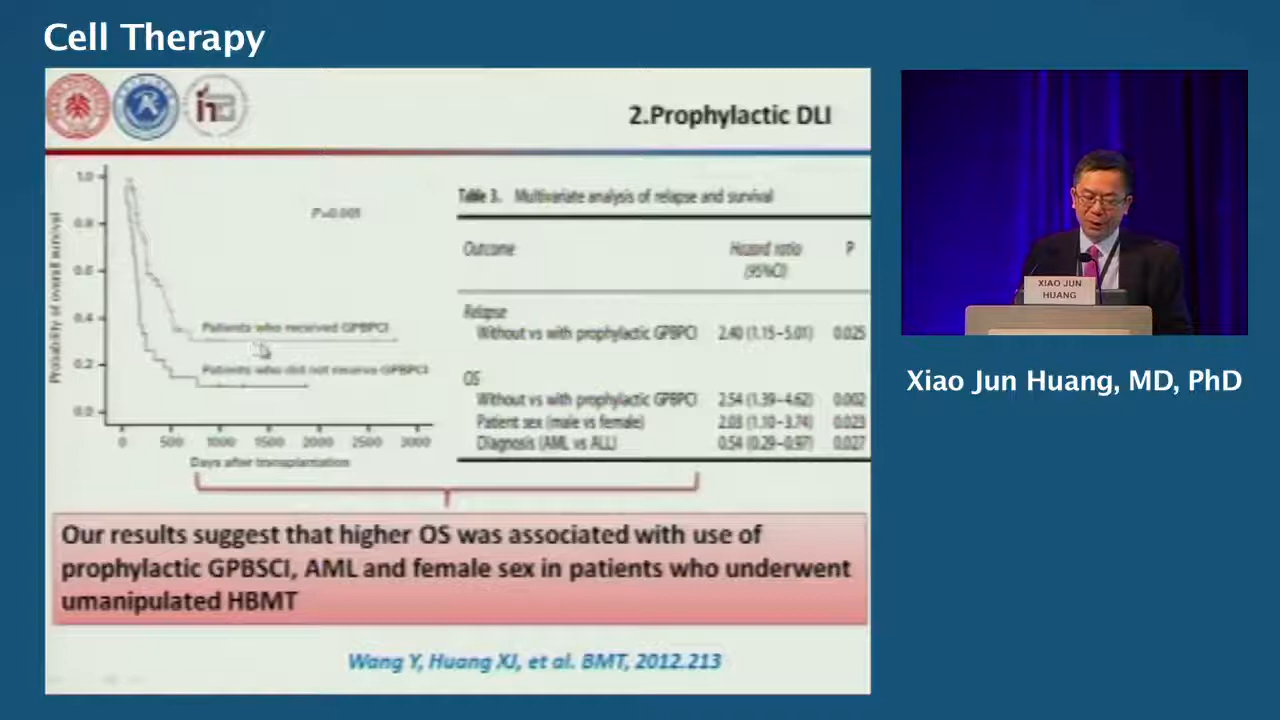 Cell Therapy
2.Prophylactic DLI
1.0
0.8
0.6
0.4
0.2
0.0
Probability of overall survival
P=0.001
Patients who received GPBPCI
Patients who did not receive GPBPCI
0 500 1000 1500 2000 2500 3000
Days after transplantation
Table 3. Multivariate analysis of relapse and survival
Outcome Hazard ratio P
(95%CI)
Relapse
Without vs with prophylactic GPBPCI 2.40 (1.15–5.01) 0.025
OS
Without vs with prophylactic GPBPCI 2.54 (1.39–4.62) 0.002
Patient sex (male vs female) 2.03 (1.10–3.74) 0.023
Diagnosis (AML vs ALL) 0.54 (0.29–0.97) 0.027
Our results suggest that higher OS was associated with use of
prophylactic GPBSCI, AML and female sex in patients who underwent
umanipulated HBMT
Wang Y, Huang XJ, et al. BMT, 2012.213
XIAO JUN
HUANG
Xiao Jun Huang, MD, PhD